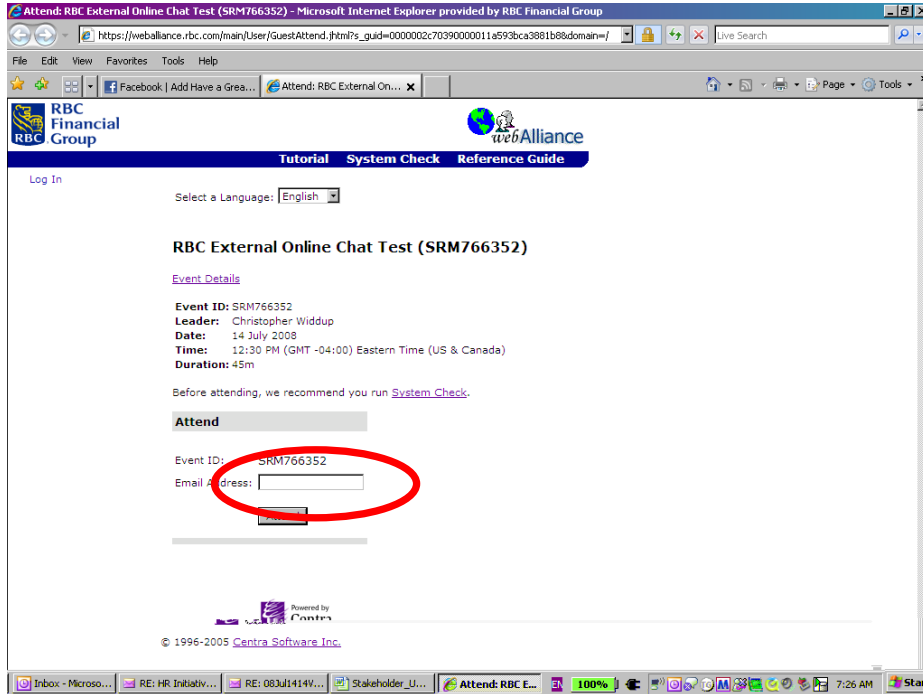 Attend: RBC External Online Chat Test (SRM766352) - Microsoft Internet Explorer provided by RBC Financial Group
https://weballiance.rbc.com/main/User/GuestAttend.jhtml?s_guid=0000002c70390000011a593bca3881b8&domain=/ Live Search
File Edit View Favorites Tools Help
Facebook | Add Have a Grea... Attend: RBC External On... Page Tools
RBC
Financial
Group
RBC
webAlliance
Tutorial System Check Reference Guide
Log In
Select a Language: English
RBC External Online Chat Test (SRM766352)
Event Details
Event ID: SRM766352
Leader: Christopher Widdup
Date: 14 July 2008
Time: 12:30 PM (GMT -04:00) Eastern Time (US & Canada)
Duration: 45m
Before attending, we recommend you run System Check.
Attend
Event ID: SRM766352
Email Address:
Attend
Powered by
Centra
© 1996-2005 Centra Software Inc.
Inbox - Microso... RE: HR Initiativ... RE: 08Jul1414V... Stakeholder_U... Attend: RBC E... EN 100% 7:26 AM Sta